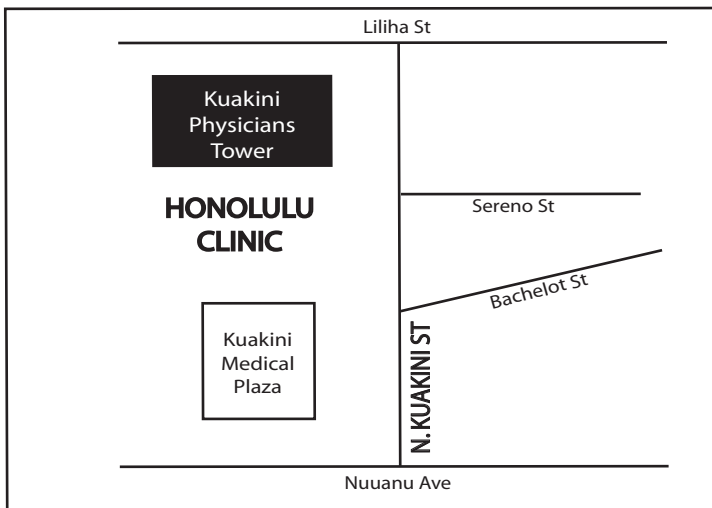 Liliha St
Kuakini
Physicians
Tower
HONOLULU
CLINIC
Sereno St
Bachelot St
Kuakini
Medical
Plaza
N. KUAKINI ST
Nuuanu Ave